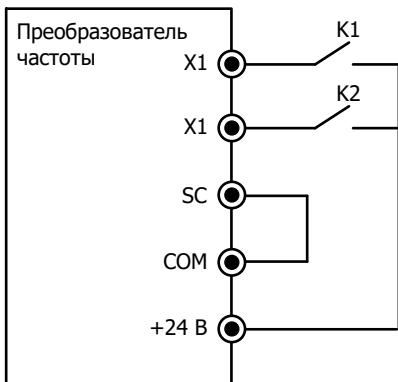 Преобразователь
частоты
K1
X1
K2
X1
SC
COM
+24 В